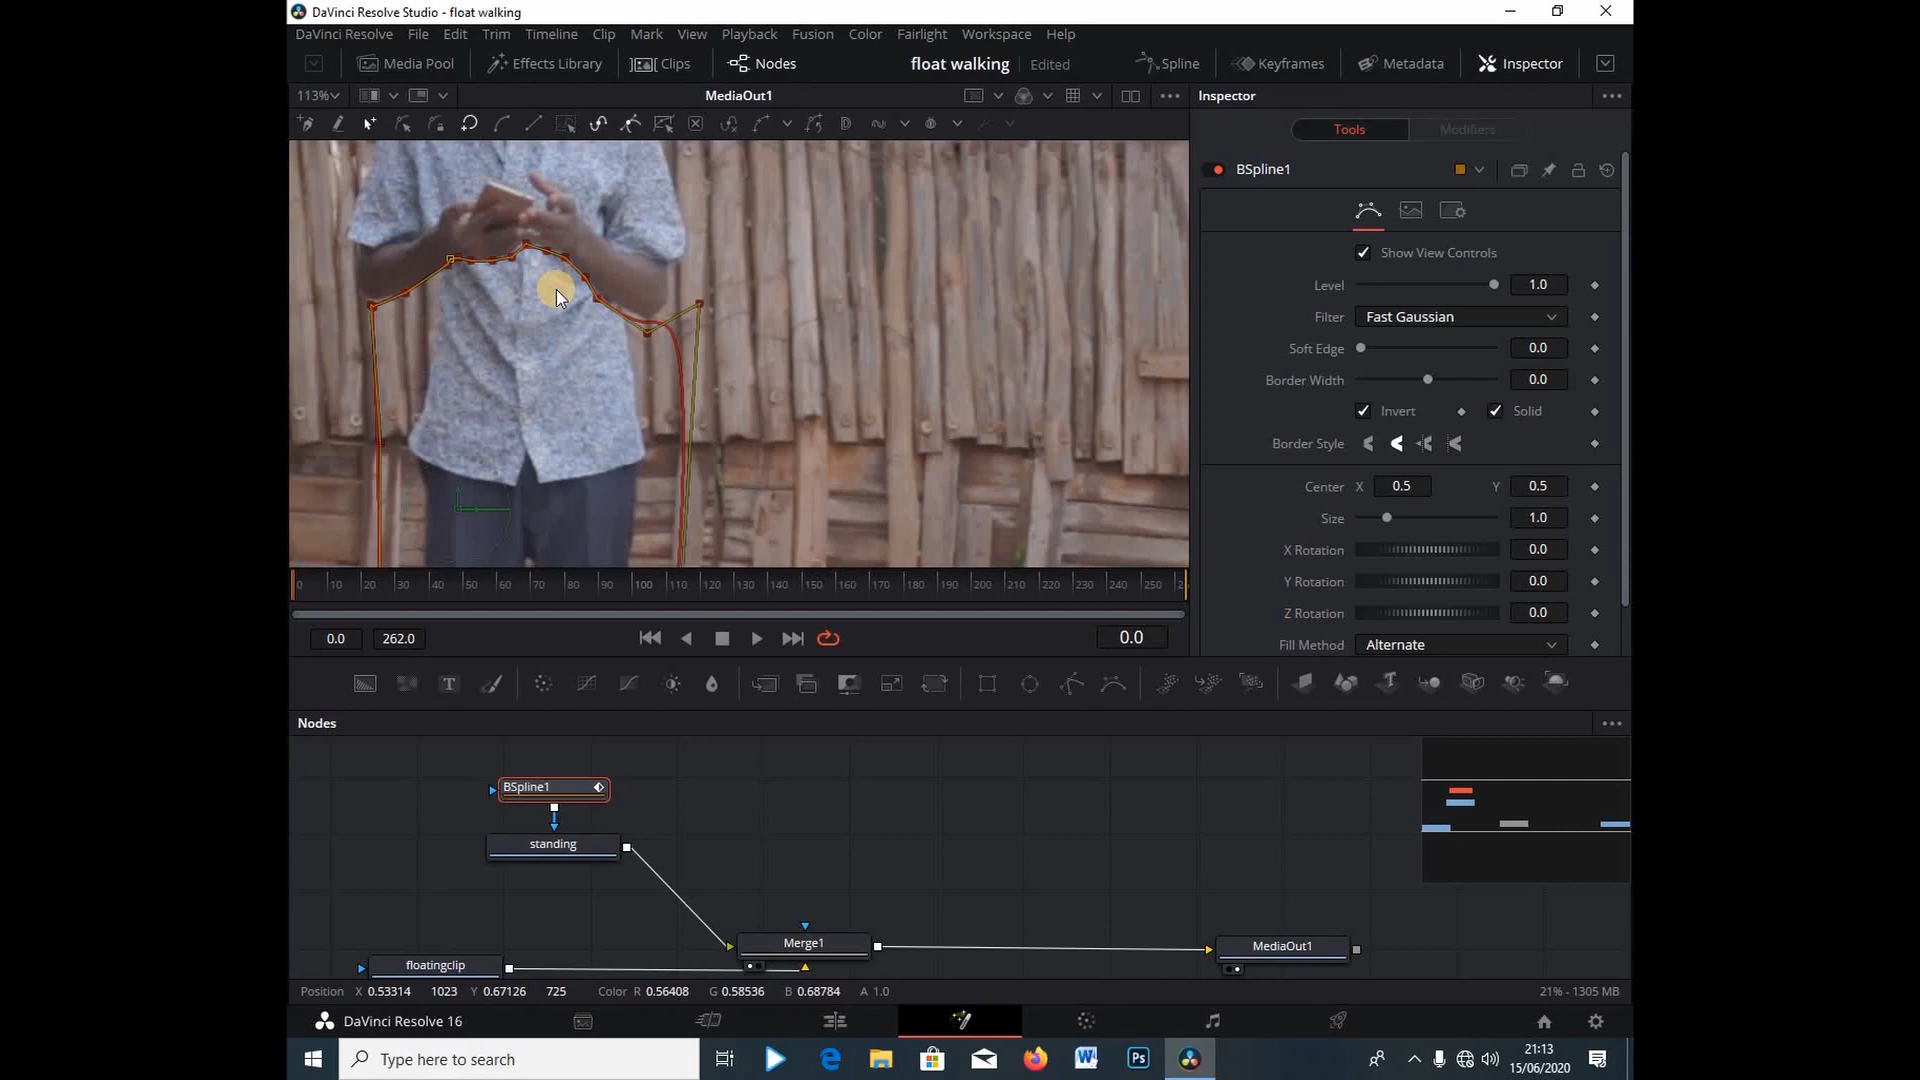 DaVinci Resolve Studio - float walking
DaVinci Resolve File Edit Trim Timeline Clip Mark View Playback Fusion Color Fairlight Workspace Help
Media Pool Effects Library Clips Nodes float walking Edited Spline Keyframes Metadata Inspector
113% MediaOut1 Inspector
Tools Modifiers
BSpline1
Show View Controls
Level 1.0
Filter Fast Gaussian
Soft Edge 0.0
Border Width 0.0
Invert Solid
Border Style
Center X 0.5 Y 0.5
Size 1.0
X Rotation 0.0
Y Rotation 0.0
Z Rotation 0.0
Fill Method Alternate
0 10 20 30 40 50 60 70 80 90 100 110 120 130 140 150 160 170 180 190 200 210 220 230 240 250
0.0 262.0 0.0
Nodes
BSpline1
standing
Merge1
MediaOut1
floatingclip
Position X 0.53314 1023 Y 0.67126 725 Color R 0.56408 G 0.58536 B 0.68784 A 1.0 21% - 1305 MB
DaVinci Resolve 16
Type here to search
W
Ps
21:13
15/06/2020